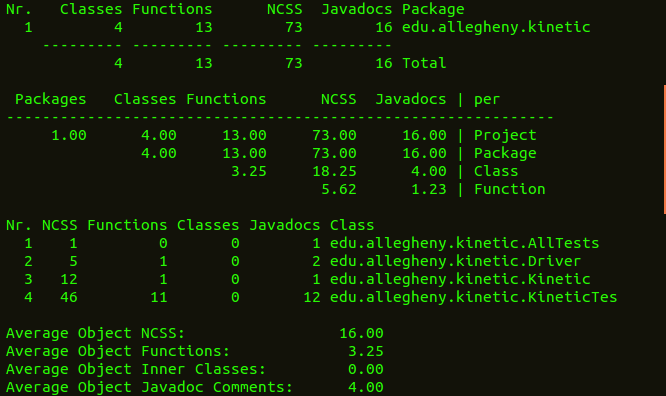 Nr.   Classes Functions      NCSS  Javadocs Package
  1         4        13        73        16 edu.allegheny.kinetic
    --------- --------- --------- ---------
            4        13        73        16 Total

 Packages   Classes Functions      NCSS  Javadocs | per
-------------------------------------------------------------
     1.00      4.00     13.00     73.00     16.00 | Project
               4.00     13.00     73.00     16.00 | Package
                         3.25     18.25      4.00 | Class
                                   5.62      1.23 | Function

Nr. NCSS Functions Classes Javadocs Class
  1    1         0       0        1 edu.allegheny.kinetic.AllTests
  2    5         1       0        2 edu.allegheny.kinetic.Driver
  3   12         1       0        1 edu.allegheny.kinetic.Kinetic
  4   46        11       0       12 edu.allegheny.kinetic.KineticTes

Average Object NCSS:                 16.00
Average Object Functions:             3.25
Average Object Inner Classes:         0.00
Average Object Javadoc Comments:      4.00